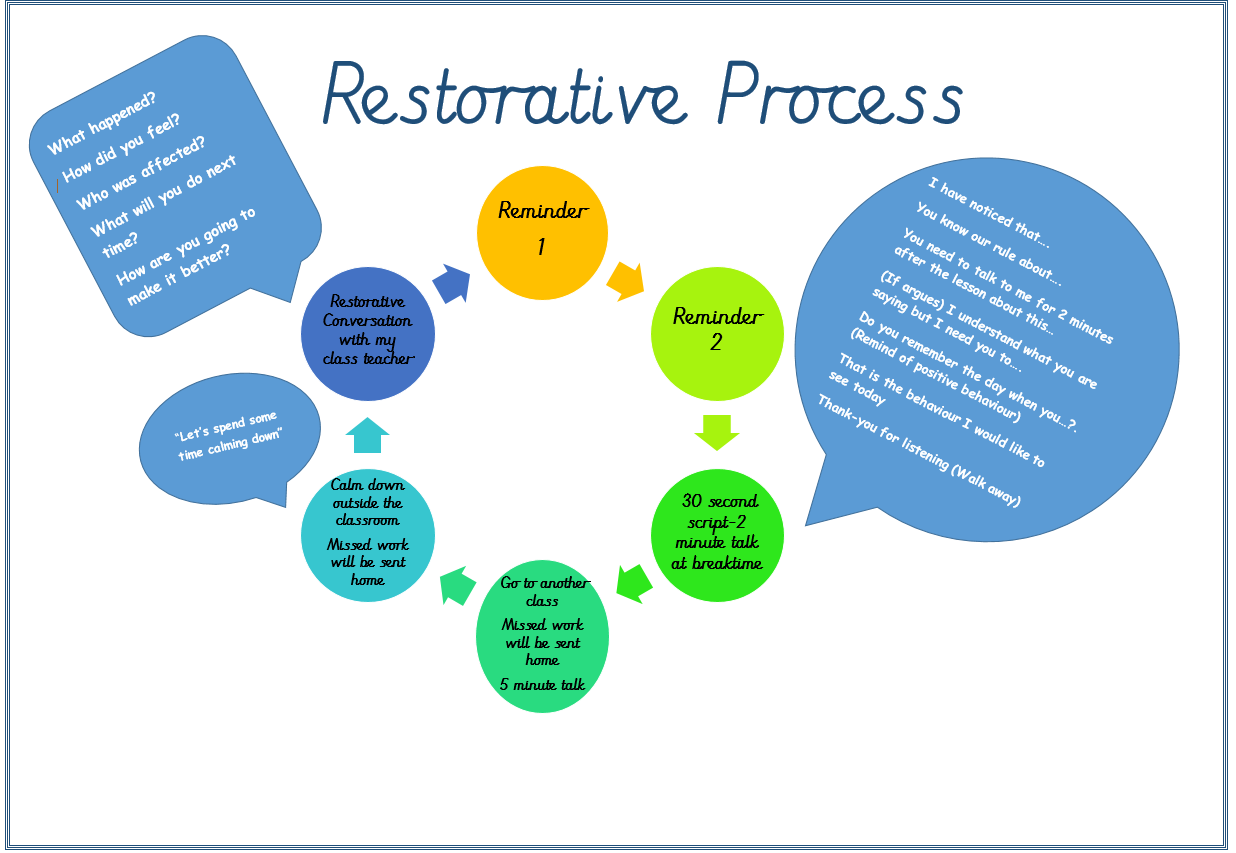 Restorative Process
What happened?
How did you feel?
Who was affected?
What will you do next
time?
How are you going to
make it better?
Reminder
1
Reminder
2
I have noticed that....
You know our rule about....
You need to talk to me for 2 minutes
after the lesson about this...
(If argues) I understand what you are
saying but I need you to....
Do you remember the day when you...?.
(Remind of positive behaviour)
That is the behaviour I would like to
see today
Thank-you for listening (Walk away)
30 second
script-2
minute talk
at breaktime
Go to another
class
Missed work
will be sent
home
5 minute talk
Calm down
outside the
classroom
Missed work
will be sent
home
"Let's spend some
time calming down"
Restorative
Conversation
with my
class teacher